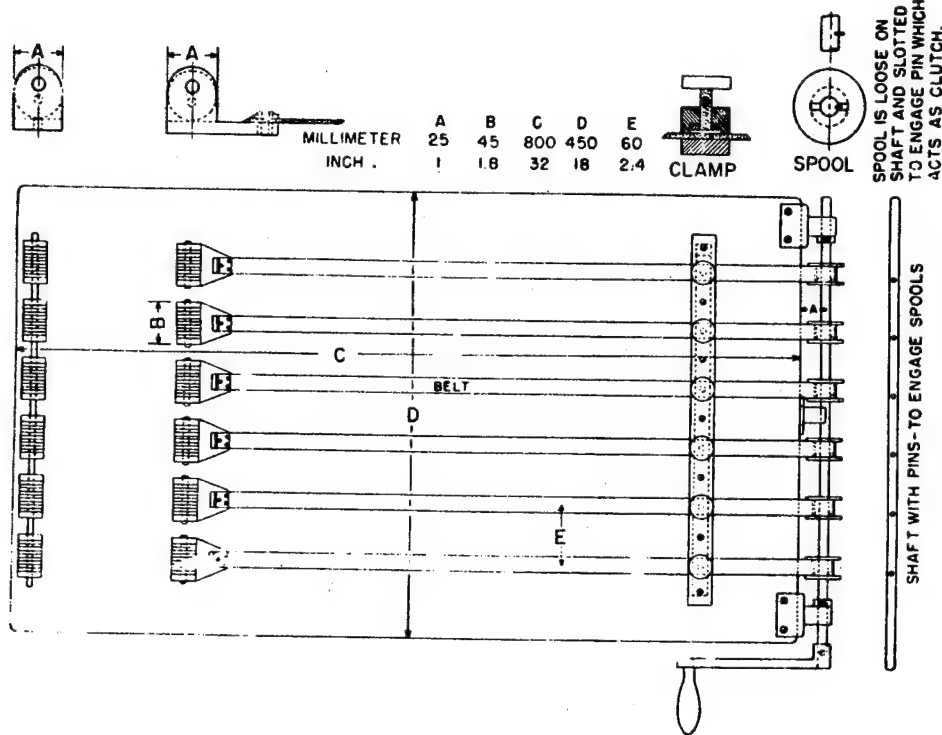 A
A
A B C D E
MILLIMETER 25 45 800 450 60
INCH . 1 1.8 32 18 2.4
CLAMP
SPOOL
SPOOL IS LOOSE ON
SHAFT AND SLOTTED
TO ENGAGE PIN WHICH
ACTS AS CLUTCH.
B
A
C
BELT
D
E
SHAFT WITH PINS-TO ENGAGE SPOOLS